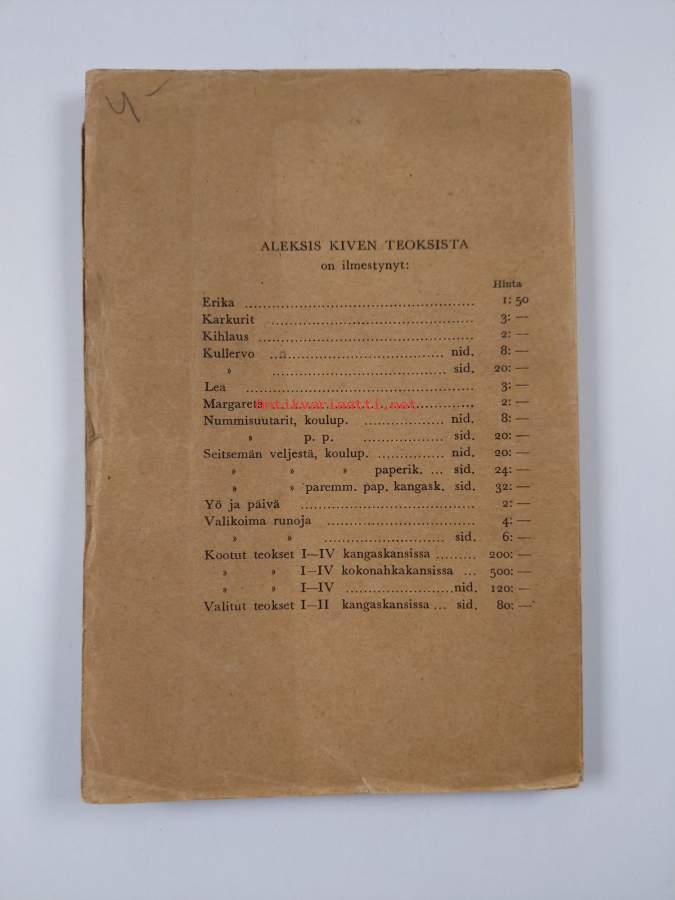 4-
ALEKSIS KIVEN TEOKSISTA
on ilmestynyt:
Hinta
Erika ........................................ 1: 50
Karkurit ........................................ 3: —
Kihlaus ........................................ 2: —
Kullervo ........................................ nid. 8: —
» ........................................ sid. 20: —
Lea ........................................ 3: —
Margareta ........................................ 2: —
antikvariaatti.net
Nummisuutarit, koulup. .................. nid. 8: —
» p. p. .................. sid. 20: —
Seitsemän veljestä, koulup. ............... nid. 20: —
» » » paperik. ... sid. 24: —
» » paremm. pap. kangask. sid. 32: —
Yö ja päivä ........................................ 2: —
Valikoima runoja ........................................ 4: —
» » .............................. sid. 6: —
Kootut teokset I—IV kangaskansissa ......... 200: —
» » I—IV kokonahkakansissa ... 500: —
» » I—IV ........................ nid. 120: —
Valitut teokset I—II kangaskansissa ... sid. 80: —